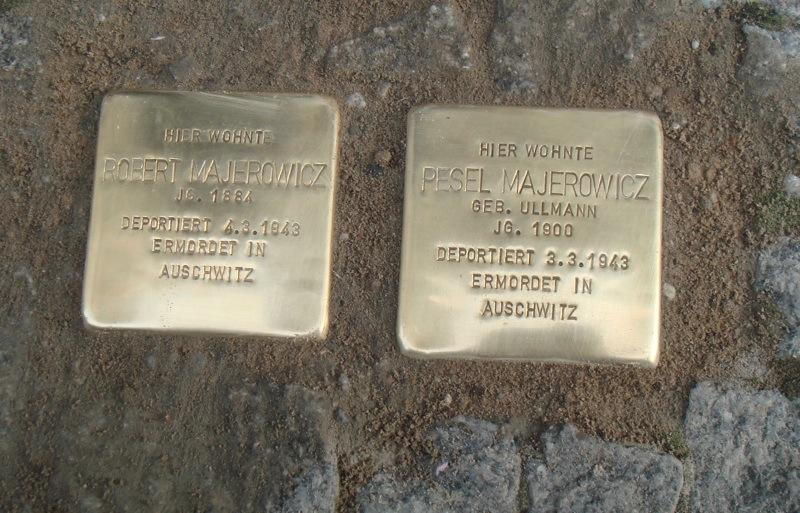 HIER WOHNTE
ROBERT MAJEROWICZ
JG. 1884
DEPORTIERT 4.3.1943
ERMORDET IN
AUSCHWITZ
HIER WOHNTE
PESEL MAJEROWICZ
GEB. ULLMANN
JG. 1900
DEPORTIERT 3.3.1943
ERMORDET IN
AUSCHWITZ